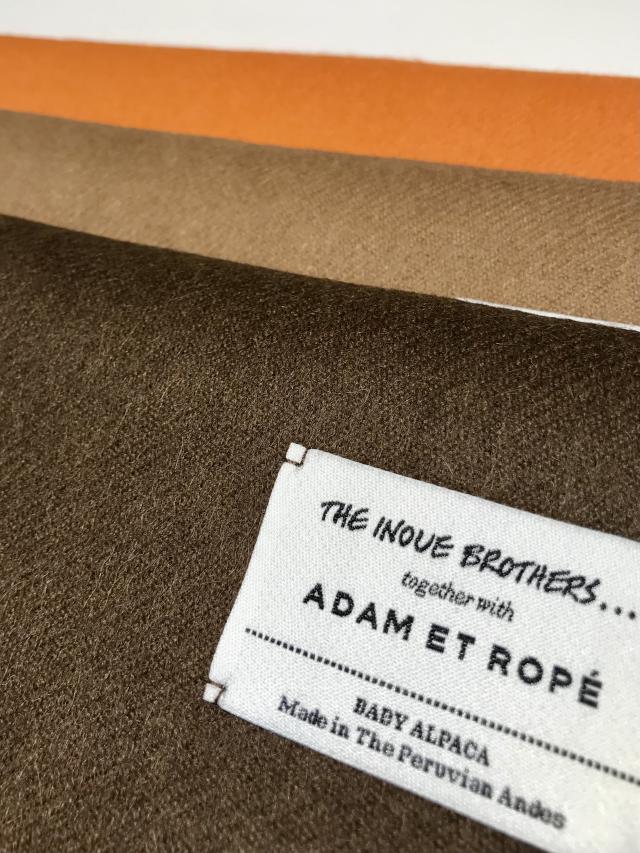 THE INOUE BROTHERS...
together with
ADAM ET ROPÉ
BABY ALPACA
Made in The Peruvian Andes